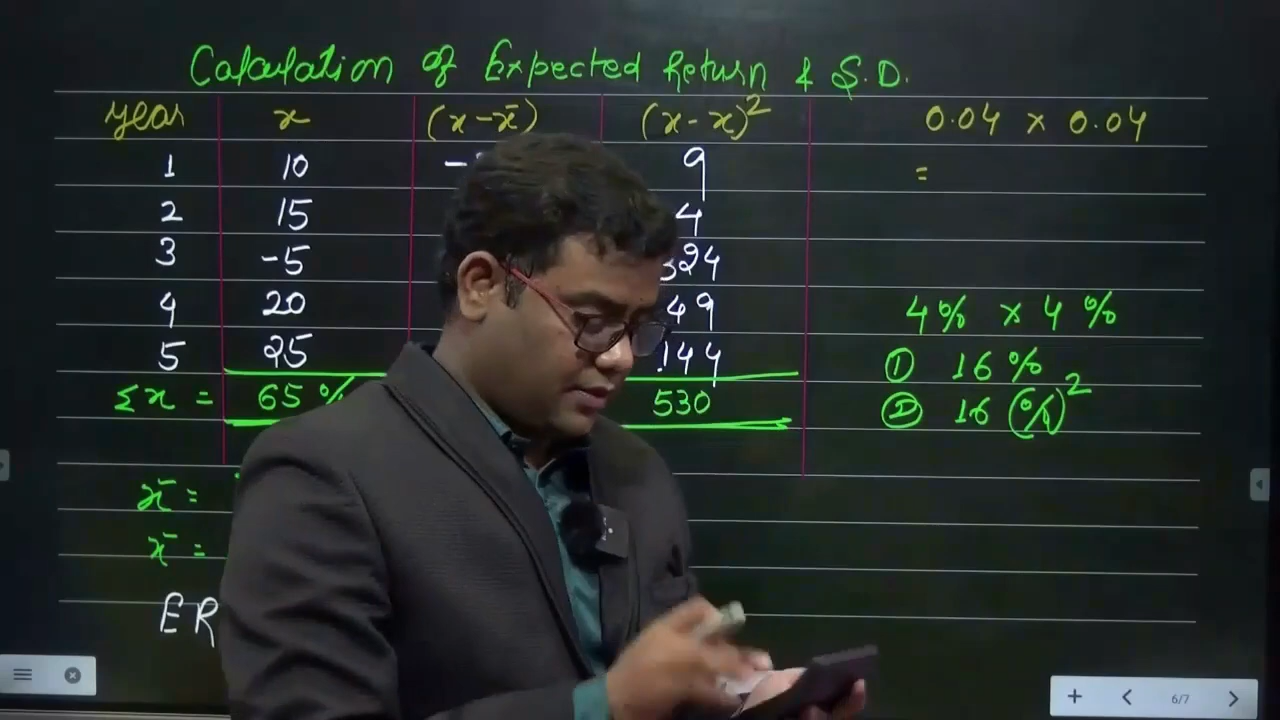 Calculation of Expected Return & S.D.
year x (x-x̄) (x-x)² 0.04 x 0.04
1 10 - 9 =
2 15 4
3 -5 324
4 20 49 4% x 4%
5 25 144 ① 16%
Σx = 65% 530 ② 16 (%)²
x̄ =
x̄ =
ER
6/7